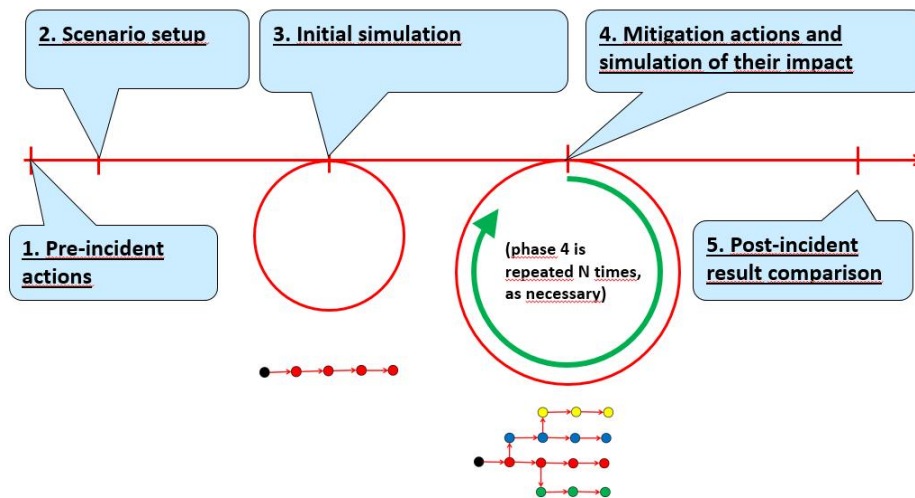 2. Scenario setup
3. Initial simulation
4. Mitigation actions and
simulation of their impact
1. Pre-incident
actions
(phase 4 is
repeated N times,
as necessary)
5. Post-incident
result comparison